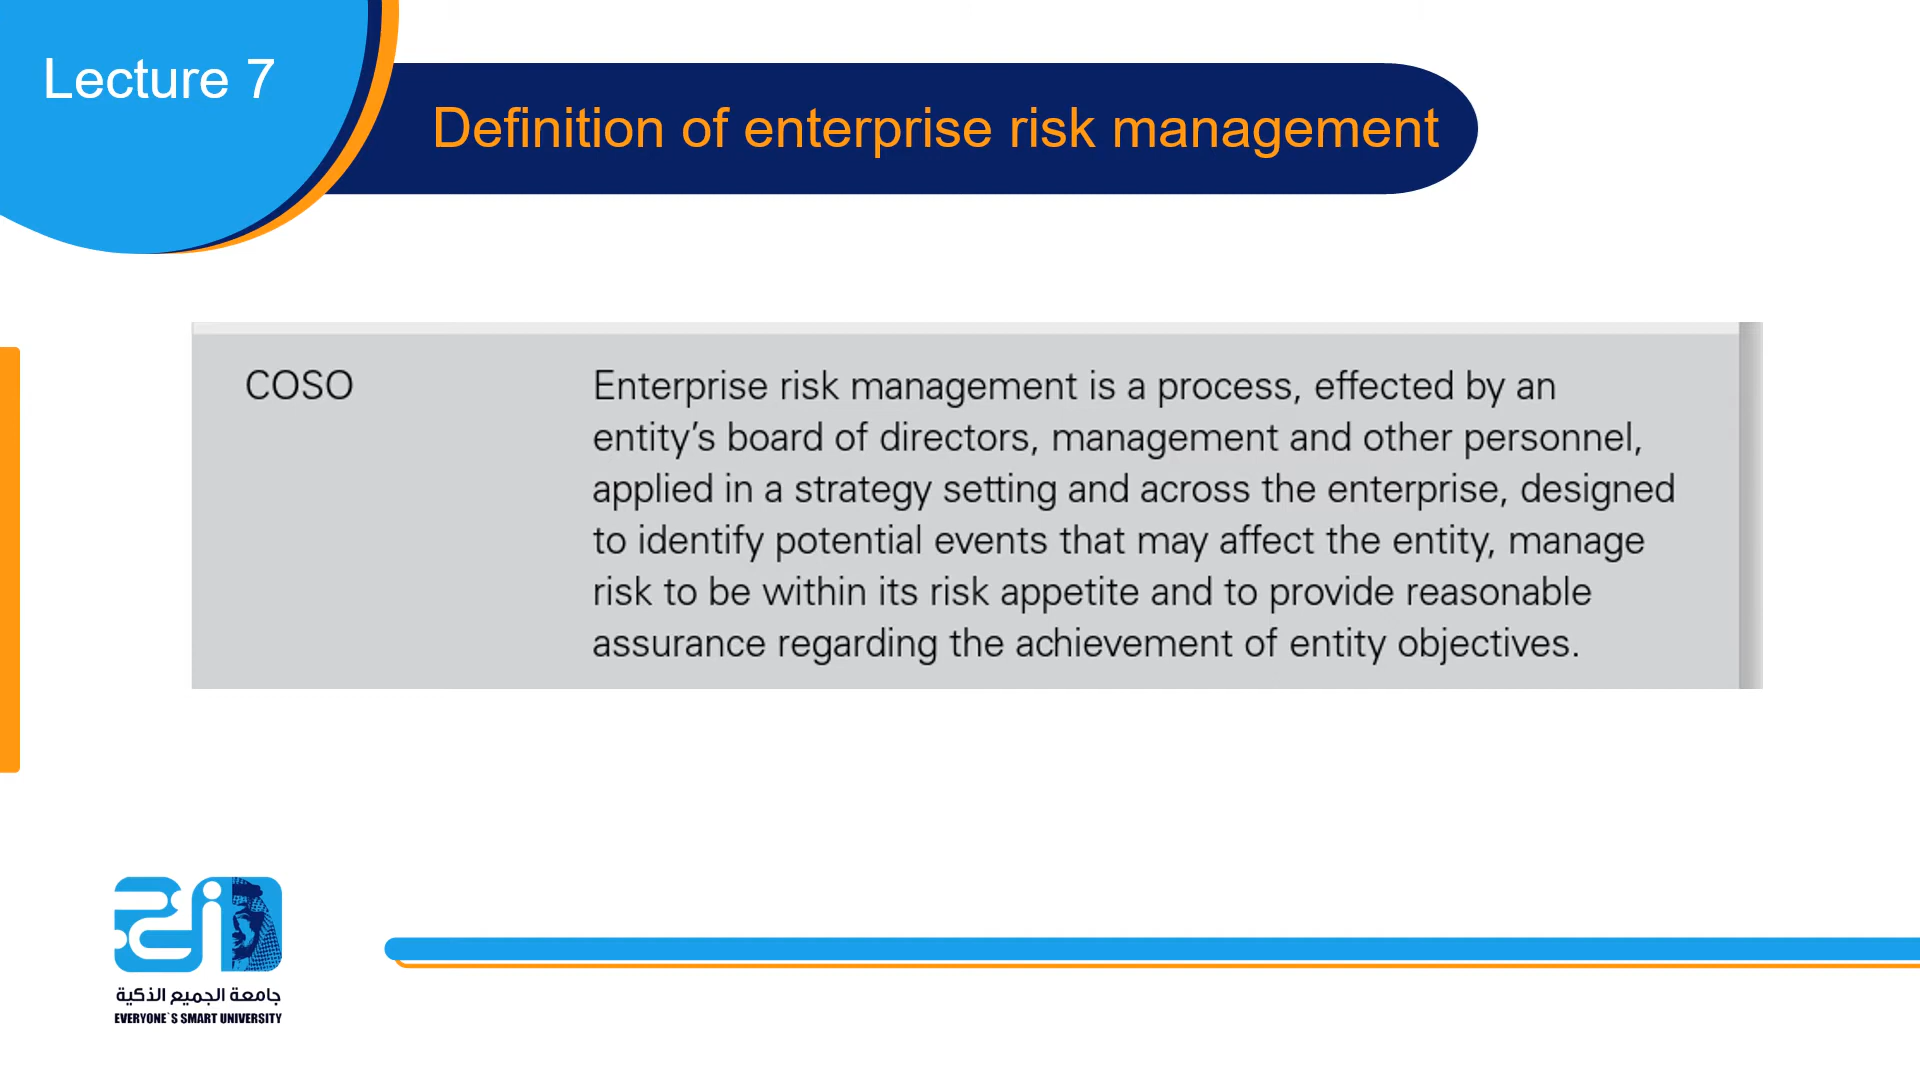 Lecture 7
Definition of enterprise risk management
COSO
Enterprise risk management is a process, effected by an
entity’s board of directors, management and other personnel,
applied in a strategy setting and across the enterprise, designed
to identify potential events that may affect the entity, manage
risk to be within its risk appetite and to provide reasonable
assurance regarding the achievement of entity objectives.
جامعة الجميع الذكية
EVERYONE`S SMART UNIVERSITY